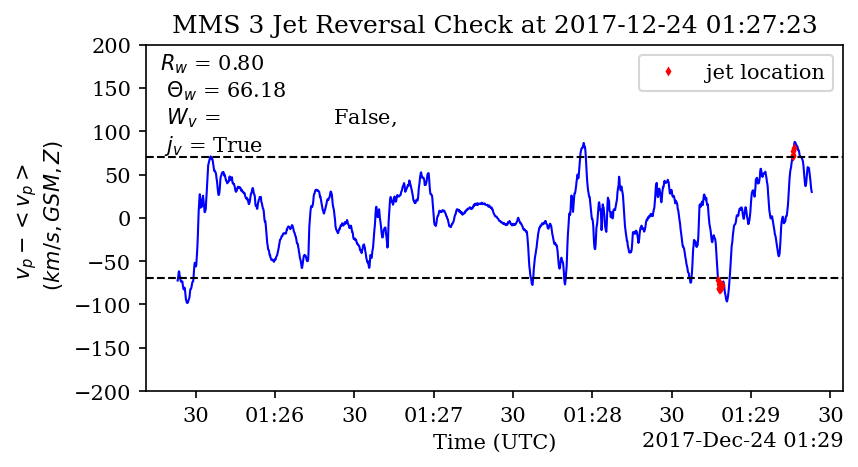 MMS 3 Jet Reversal Check at 2017-12-24 01:27:23
R_w = 0.80
Θ_w = 66.18
W_v = False,
j_v = True
jet location
v_p − < v_p >
(km/s, GSM, Z)
200
150
100
50
0
−50
−100
−150
−200
30 01:26 30 01:27 30 01:28 30 01:29 30
Time (UTC) 2017-Dec-24 01:29